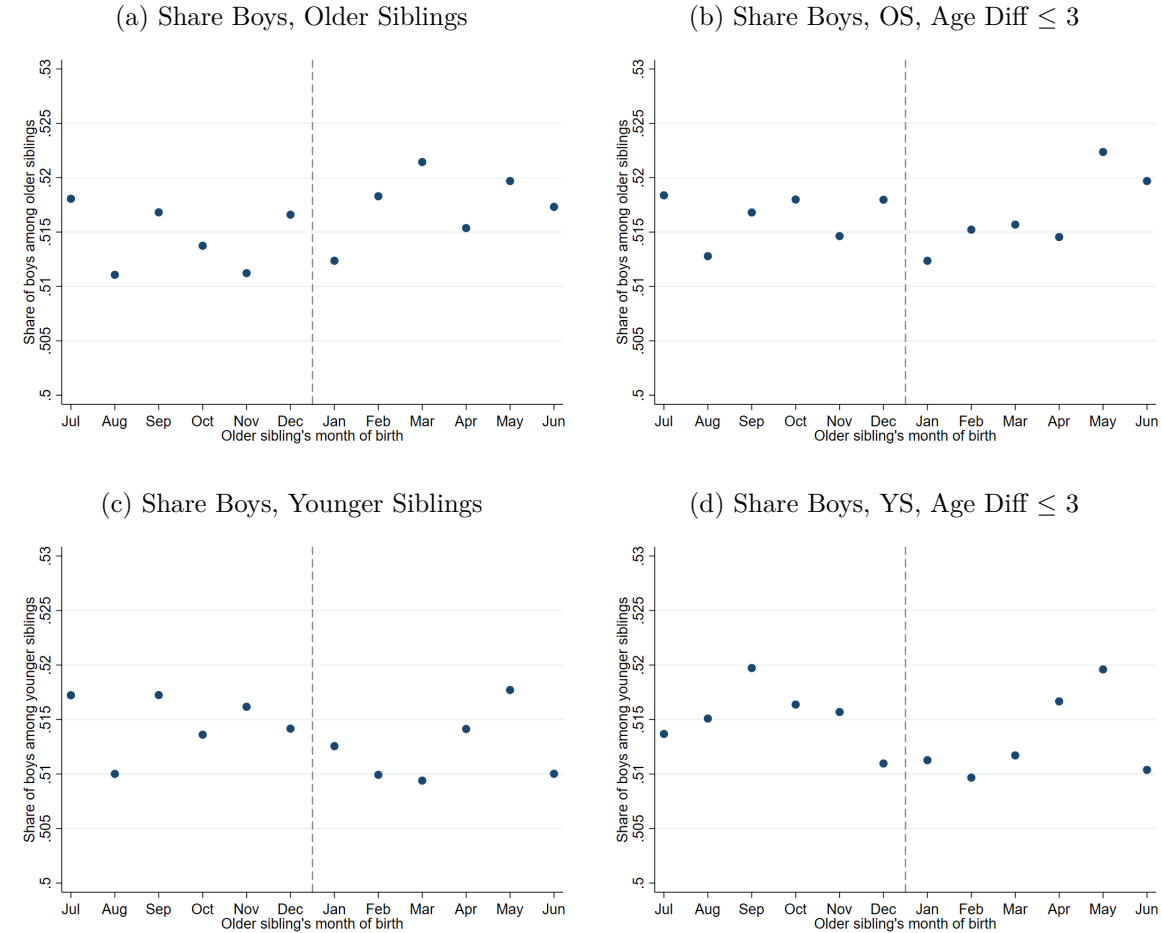 (a) Share Boys, Older Siblings
Share of boys among older siblings
.53
.525
.52
.515
.51
.505
.5
Jul Aug Sep Oct Nov Dec Jan Feb Mar Apr May Jun
Older sibling's month of birth
(b) Share Boys, OS, Age Diff ≤ 3
Share of boys among older siblings
.53
.525
.52
.515
.51
.505
.5
Jul Aug Sep Oct Nov Dec Jan Feb Mar Apr May Jun
Older sibling's month of birth
(c) Share Boys, Younger Siblings
Share of boys among younger siblings
.53
.525
.52
.515
.51
.505
.5
Jul Aug Sep Oct Nov Dec Jan Feb Mar Apr May Jun
Older sibling's month of birth
(d) Share Boys, YS, Age Diff ≤ 3
Share of boys among younger siblings
.53
.525
.52
.515
.51
.505
.5
Jul Aug Sep Oct Nov Dec Jan Feb Mar Apr May Jun
Older sibling's month of birth